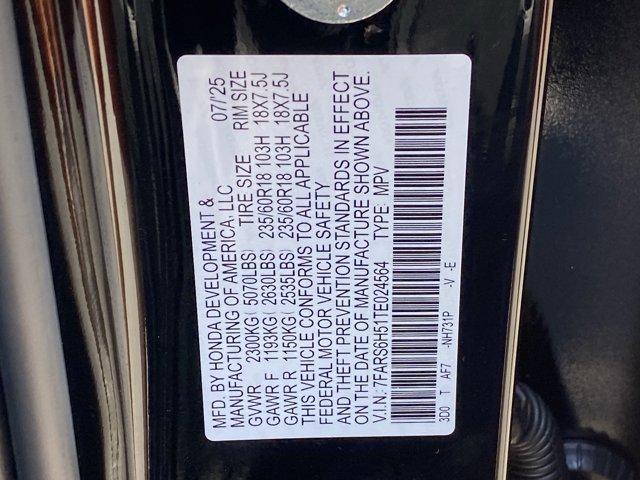 MFD. BY HONDA DEVELOPMENT & 07/'25
MANUFACTURING OF AMERICA, LLC
TIRE SIZE RIM SIZE
GVWR 2300KG( 5070LBS)
GAWR F 1193KG( 2630LBS) 235/60R18 103H 18X7.5J
GAWR R 1150KG( 2535LBS) 235/60R18 103H 18X7.5J
THIS VEHICLE CONFORMS TO ALL APPLICABLE
FEDERAL MOTOR VEHICLE SAFETY
AND THEFT PREVENTION STANDARDS IN EFFECT
ON THE DATE OF MANUFACTURE SHOWN ABOVE.
V.I.N: 7FARS6H51TE024564 TYPE: MPV
3D0 T AF7 -NH731P -V -E